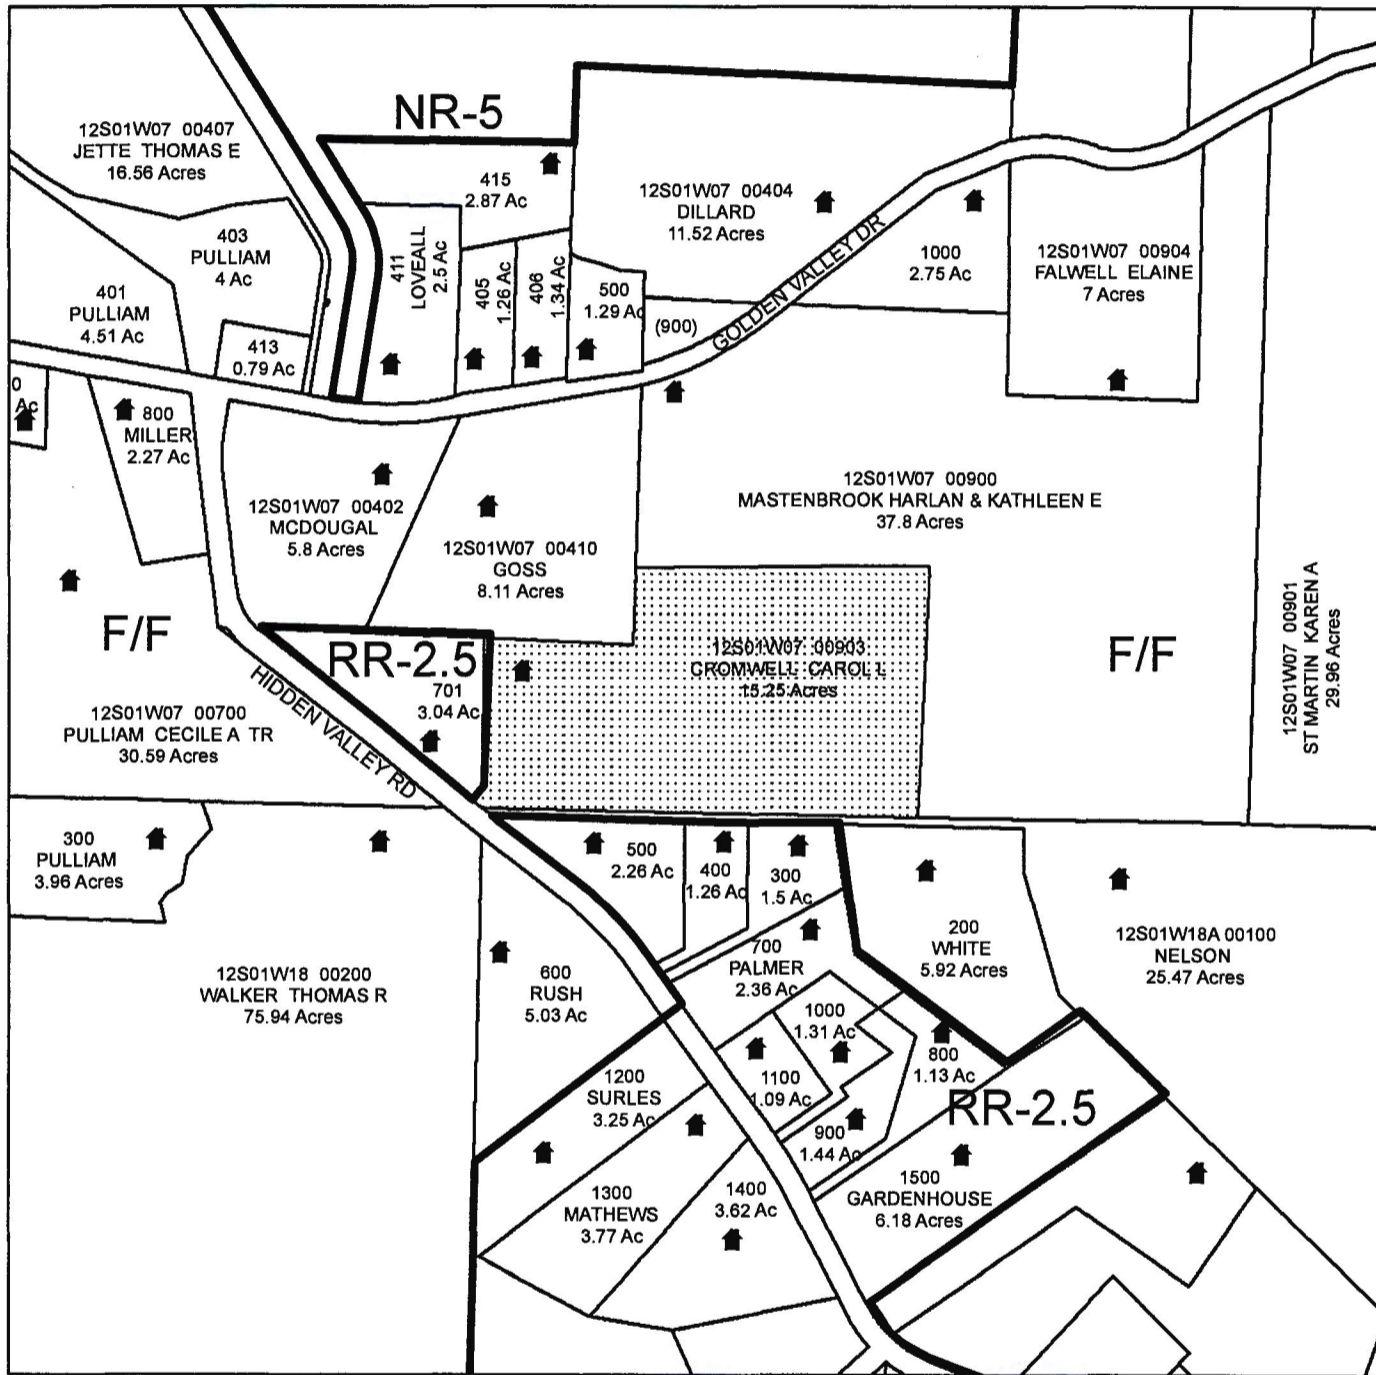 NR-5
12S01W07 00407
JETTE THOMAS E
16.56 Acres
415
2.87 Ac
12S01W07 00404
DILLARD
11.52 Acres
403
PULLIAM
4 Ac
411
LOVEALL
2.5 Ac
405
1.26 Ac
406
1.34 Ac
500
1.29 Ac
(900)
GOLDEN VALLEY DR
1000
2.75 Ac
12S01W07 00904
FALWELL ELAINE
7 Acres
401
PULLIAM
4.51 Ac
413
0.79 Ac
0
Ac
800
MILLER
2.27 Ac
12S01W07 00402
MCDOUGAL
5.8 Acres
12S01W07 00410
GOSS
8.11 Acres
12S01W07 00900
MASTENBROOK HARLAN & KATHLEEN E
37.8 Acres
12S01W07 00901
ST MARTIN KAREN A
29.96 Acres
F/F
RR-2.5
701
3.04 Ac
12S01W07 00903
CROMWELL CAROL L
15.25 Acres
F/F
HIDDEN VALLEY RD
12S01W07 00700
PULLIAM CECILE A TR
30.59 Acres
300
PULLIAM
3.96 Acres
500
2.26 Ac
400
1.26 Ac
300
1.5 Ac
200
WHITE
5.92 Acres
12S01W18A 00100
NELSON
25.47 Acres
12S01W18 00200
WALKER THOMAS R
75.94 Acres
600
RUSH
5.03 Ac
700
PALMER
2.36 Ac
1000
1.31 Ac
800
1.13 Ac
1100
1.09 Ac
RR-2.5
1200
SURLES
3.25 Ac
900
1.44 Ac
1300
MATHEWS
3.77 Ac
1400
3.62 Ac
1500
GARDENHOUSE
6.18 Acres